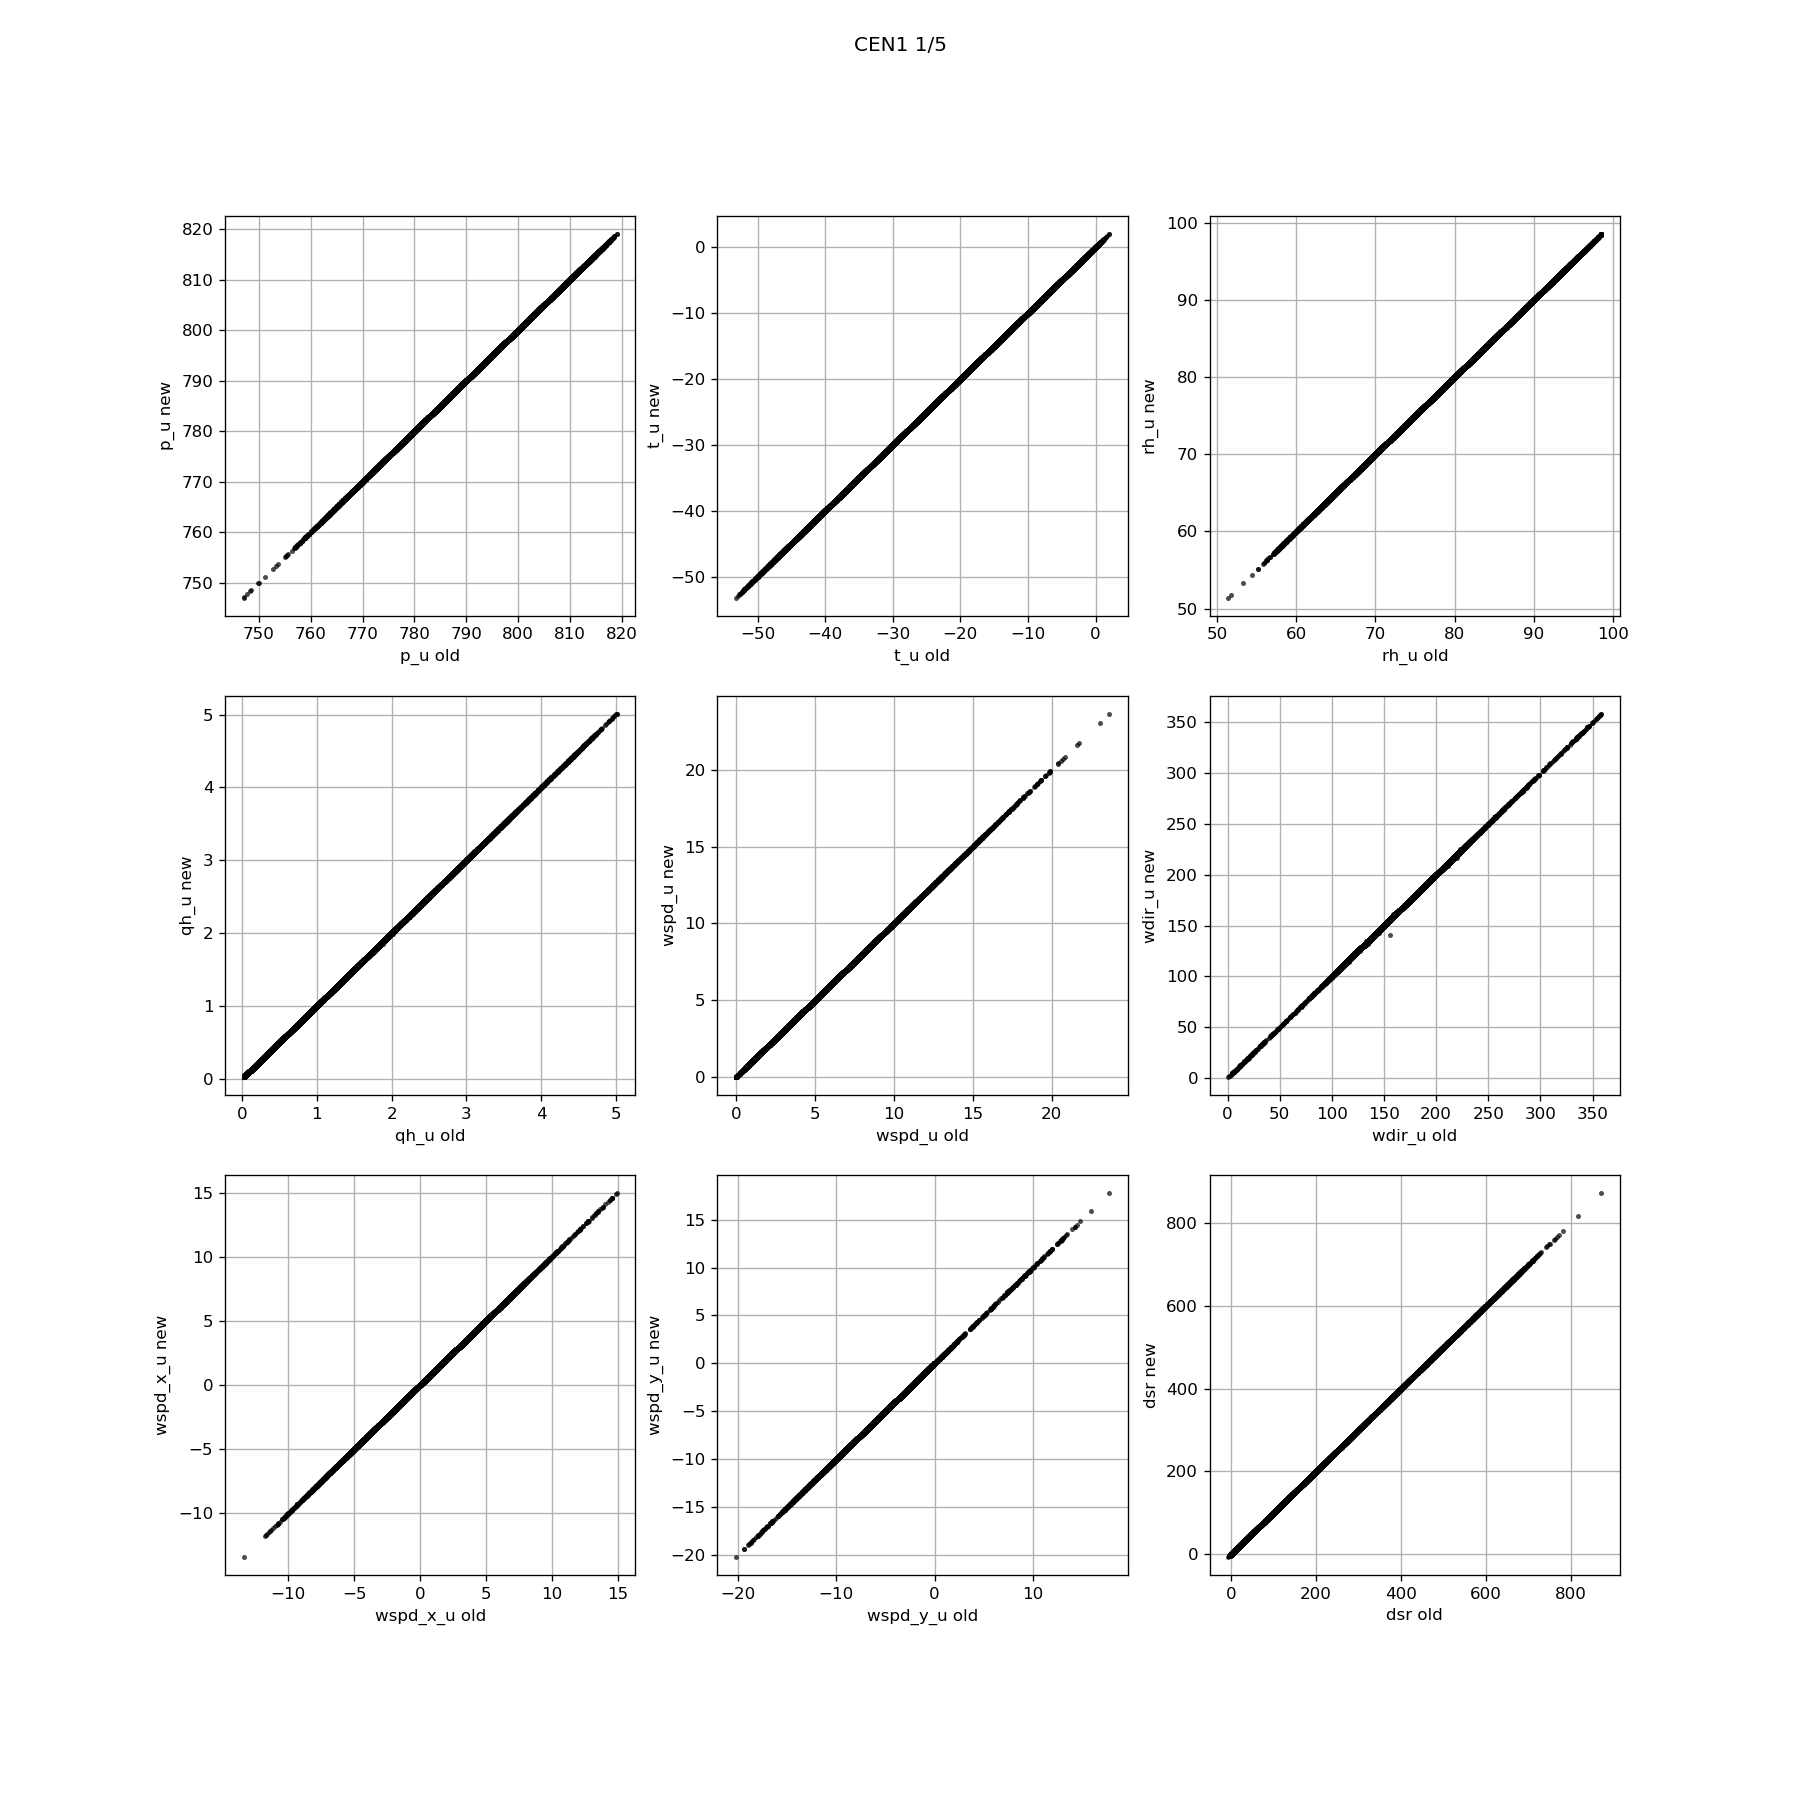 CEN1 1/5
820
810
800
790
780
770
760
750
p_u new
750 760 770 780 790 800 810 820
p_u old
0
−10
−20
−30
−40
−50
t_u new
−50 −40 −30 −20 −10 0
t_u old
100
90
80
70
60
50
rh_u new
50 60 70 80 90 100
rh_u old
5
4
3
2
1
0
qh_u new
0 1 2 3 4 5
qh_u old
20
15
10
5
0
wspd_u new
0 5 10 15 20
wspd_u old
350
300
250
200
150
100
50
0
wdir_u new
0 50 100 150 200 250 300 350
wdir_u old
15
10
5
0
−5
−10
wspd_x_u new
−10 −5 0 5 10 15
wspd_x_u old
15
10
5
0
−5
−10
−15
−20
wspd_y_u new
−20 −10 0 10
wspd_y_u old
800
600
400
200
0
dsr new
0 200 400 600 800
dsr old